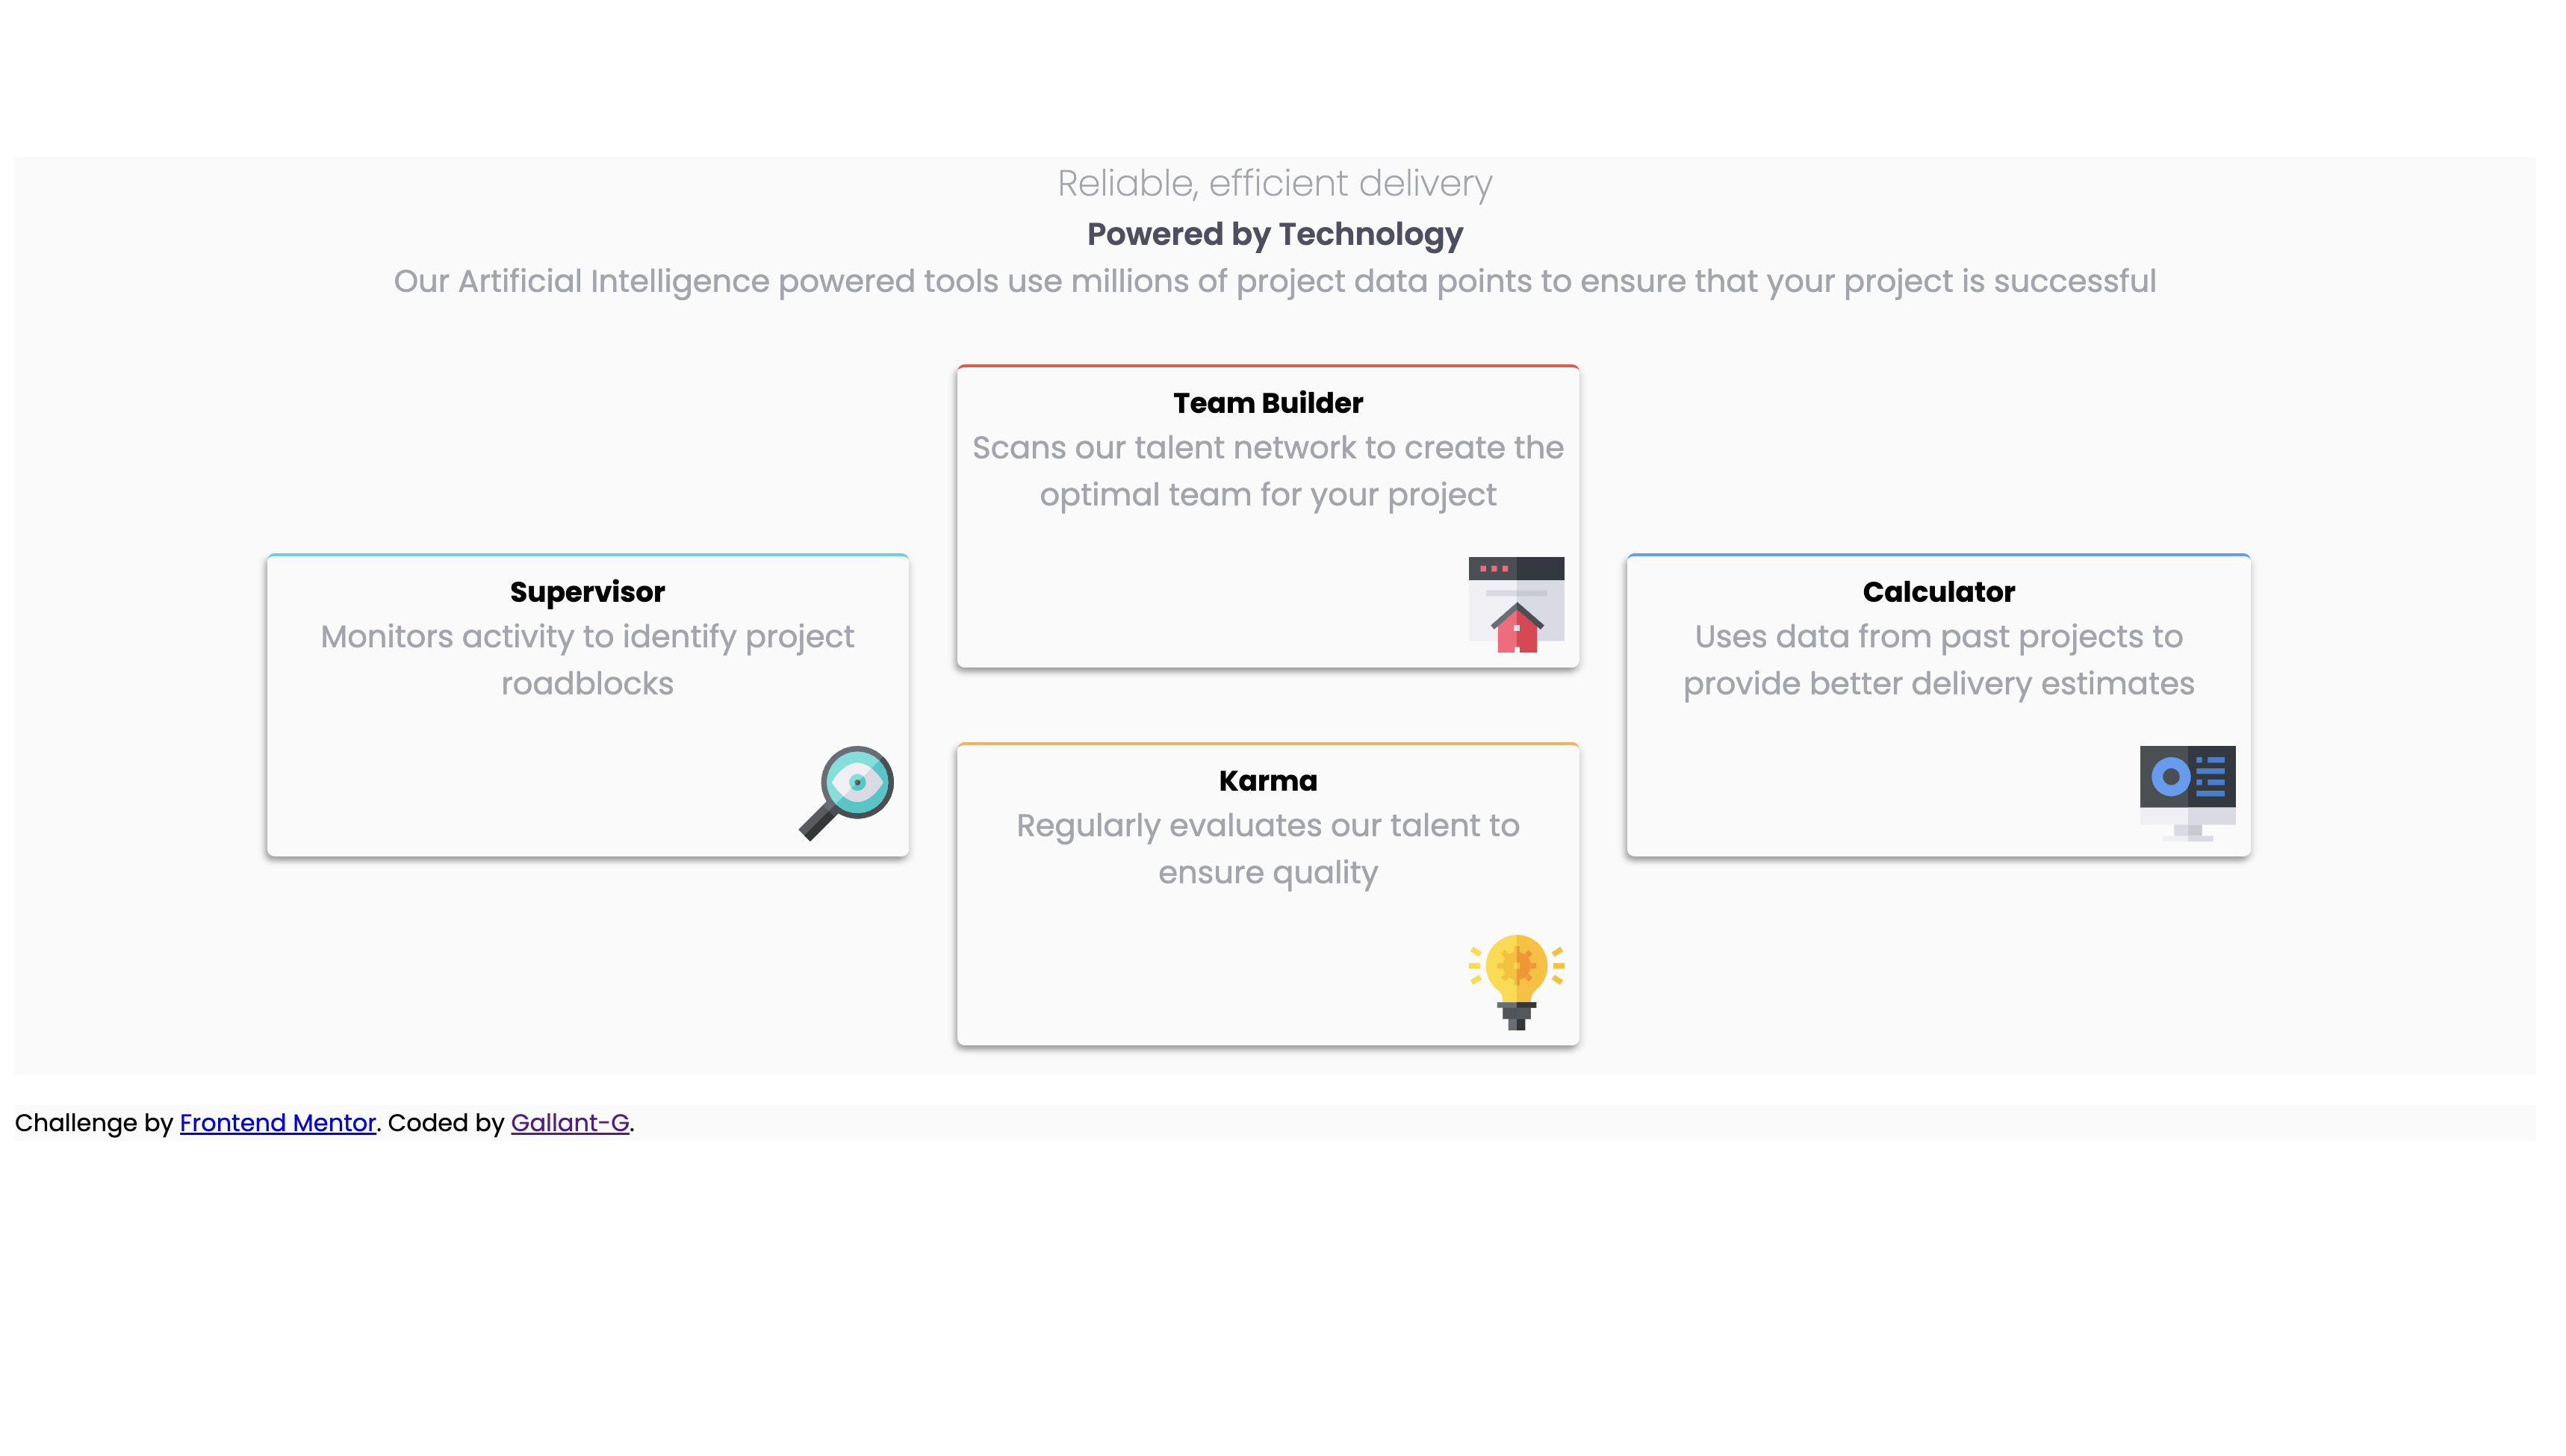 Reliable, efficient delivery
Powered by Technology
Our Artificial Intelligence powered tools use millions of project data points to ensure that your project is successful
Team Builder
Scans our talent network to create the
optimal team for your project
Supervisor
Monitors activity to identify project
roadblocks
Calculator
Uses data from past projects to
provide better delivery estimates
Karma
Regularly evaluates our talent to
ensure quality
Challenge by Frontend Mentor. Coded by Gallant-G.